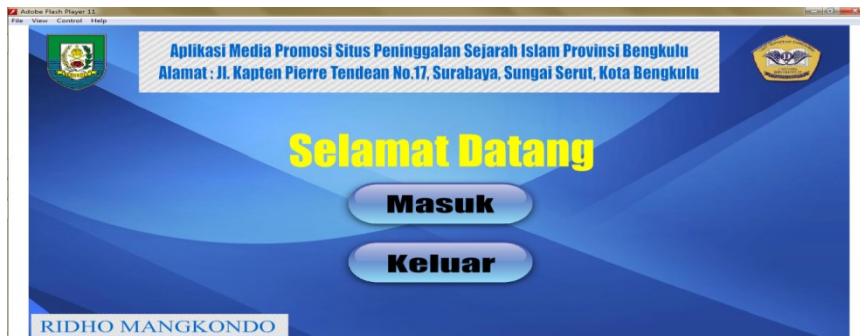 Adobe Flash Player 11
File View Control Help
Aplikasi Media Promosi Situs Peninggalan Sejarah Islam Provinsi Bengkulu
Alamat : Jl. Kapten Pierre Tendean No.17, Surabaya, Sungai Serut, Kota Bengkulu
Selamat Datang
Masuk
Keluar
RIDHO MANGKONDO